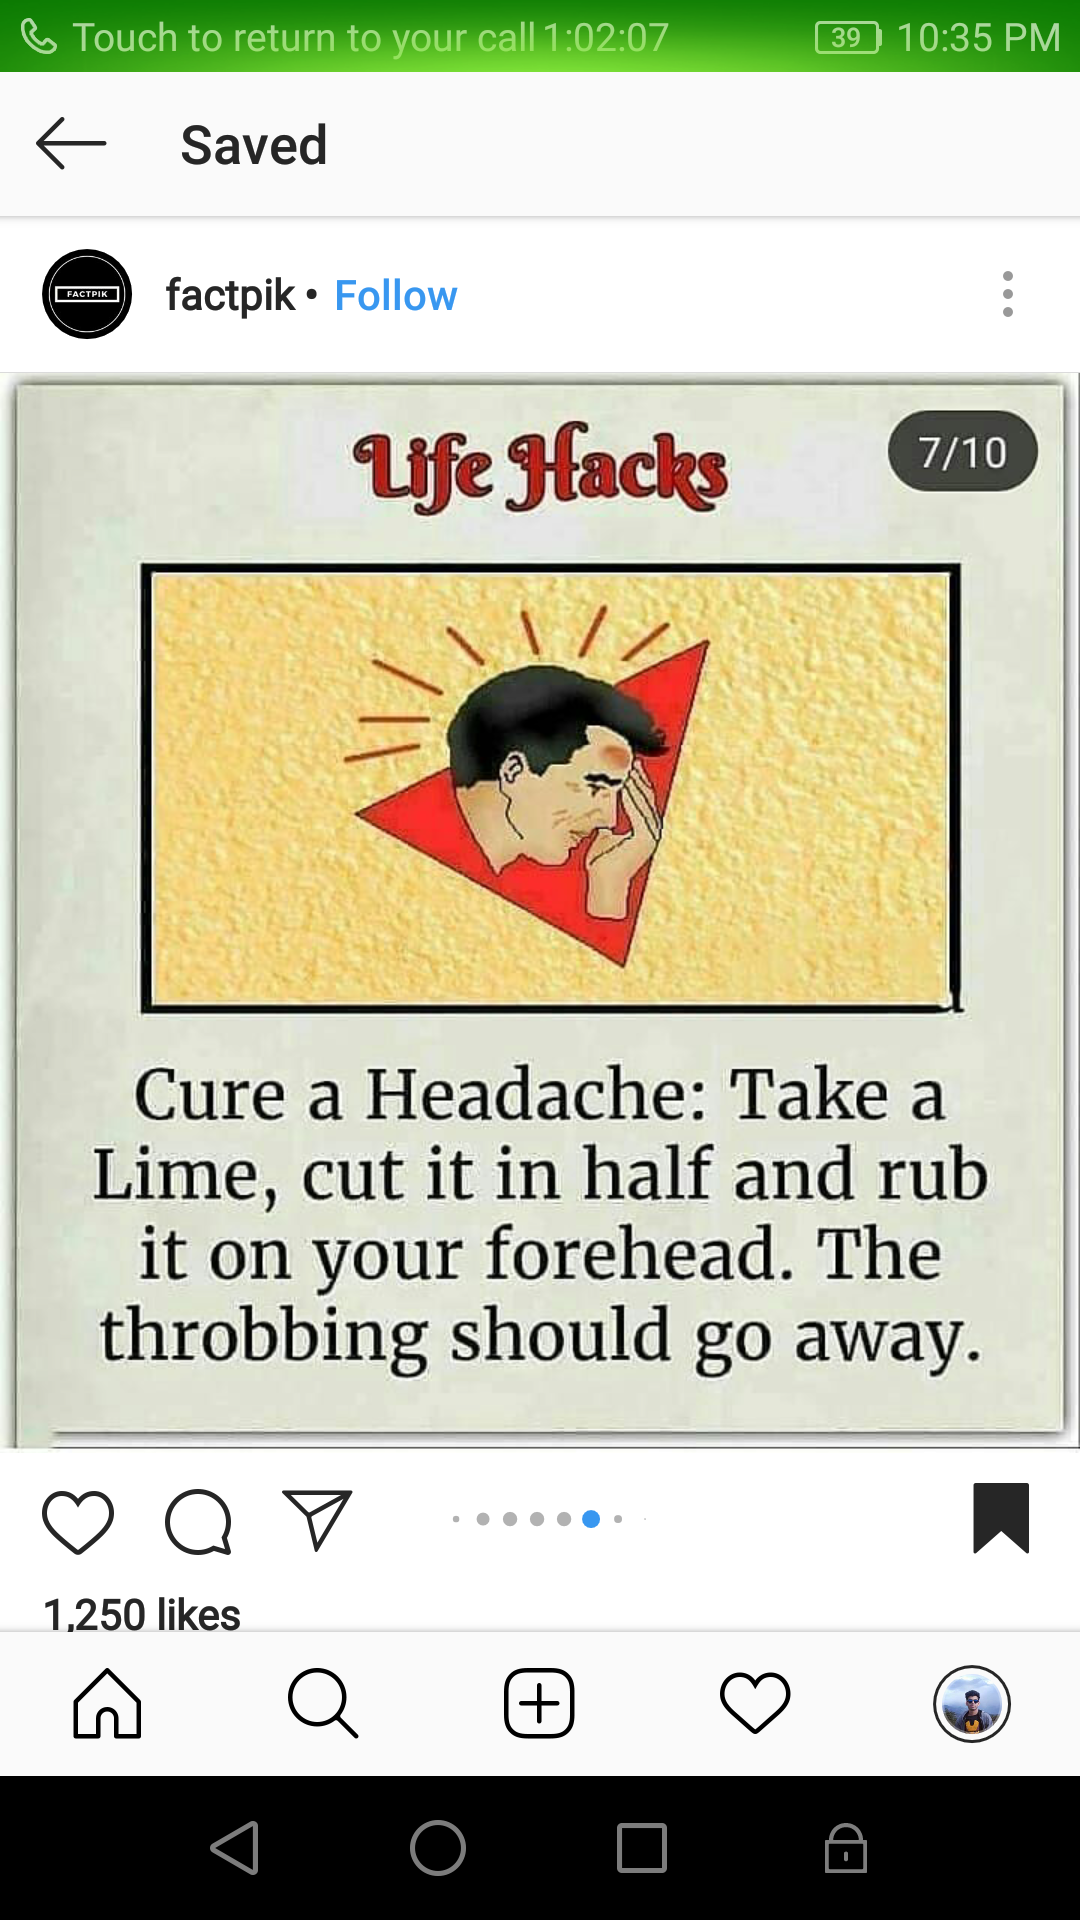 Touch to return to your call 1:02:07 39 10:35 PM
Saved
FACTPIK
factpik • Follow
Life Hacks
7/10
Cure a Headache: Take a
Lime, cut it in half and rub
it on your forehead. The
throbbing should go away.
1,250 likes